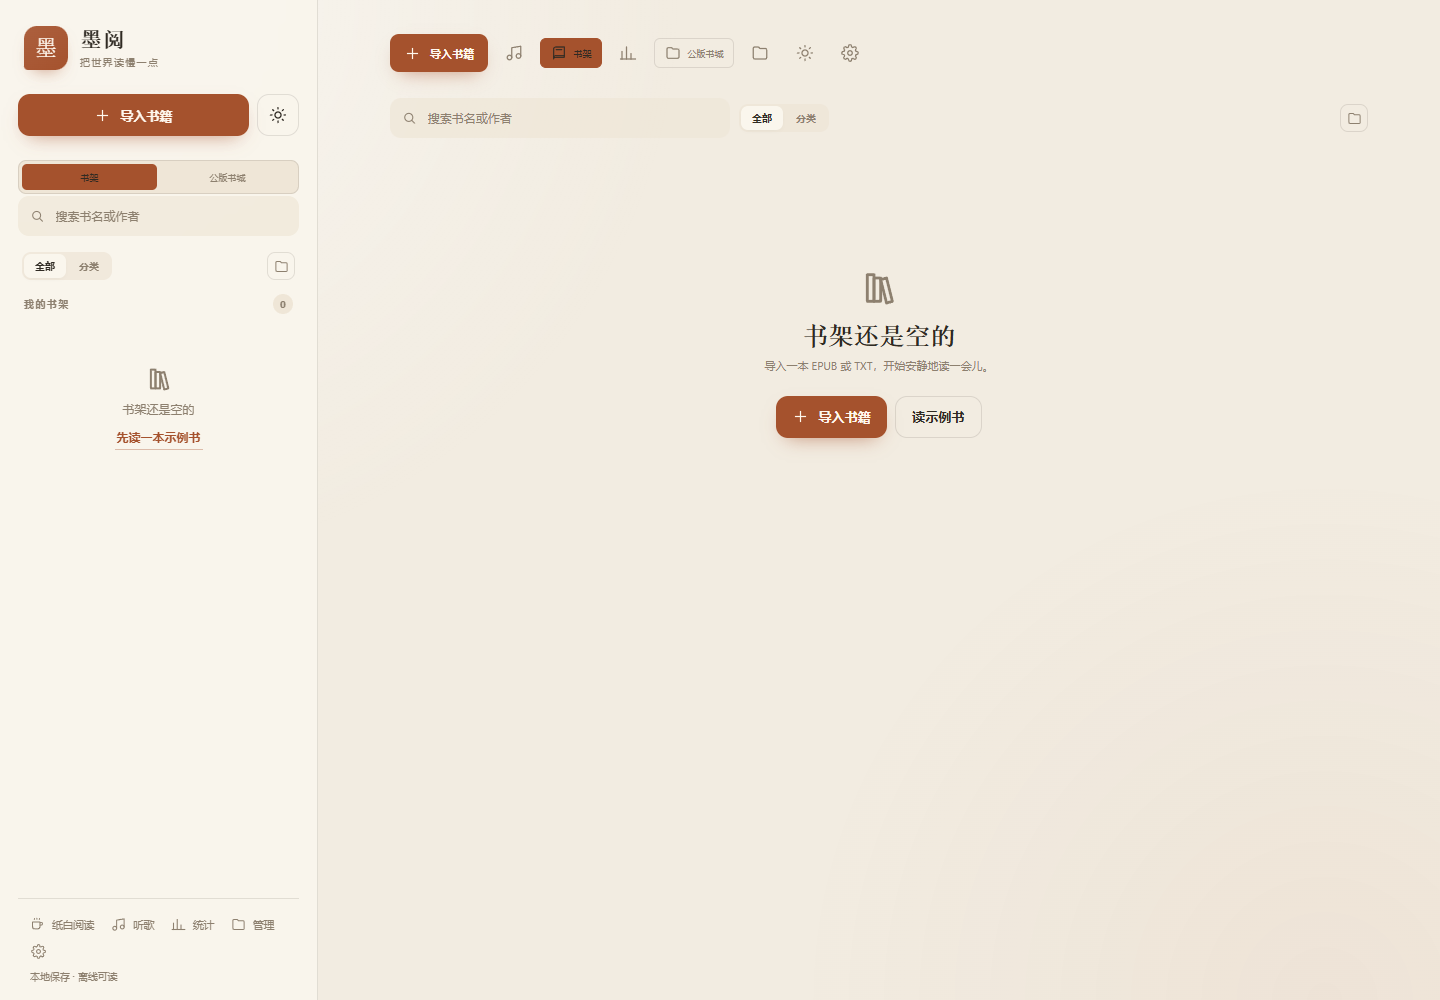 墨
墨阅
把世界读慢一点
导入书籍
书架
公版书城
搜索书名或作者
全部
分类
我的书架
0
书架还是空的
先读一本示例书
纸白阅读
听歌
统计
管理
本地保存 · 离线可读
导入书籍
书架
公版书城
搜索书名或作者
全部
分类
书架还是空的
导入一本 EPUB 或 TXT，开始安静地读一会儿。
导入书籍
读示例书